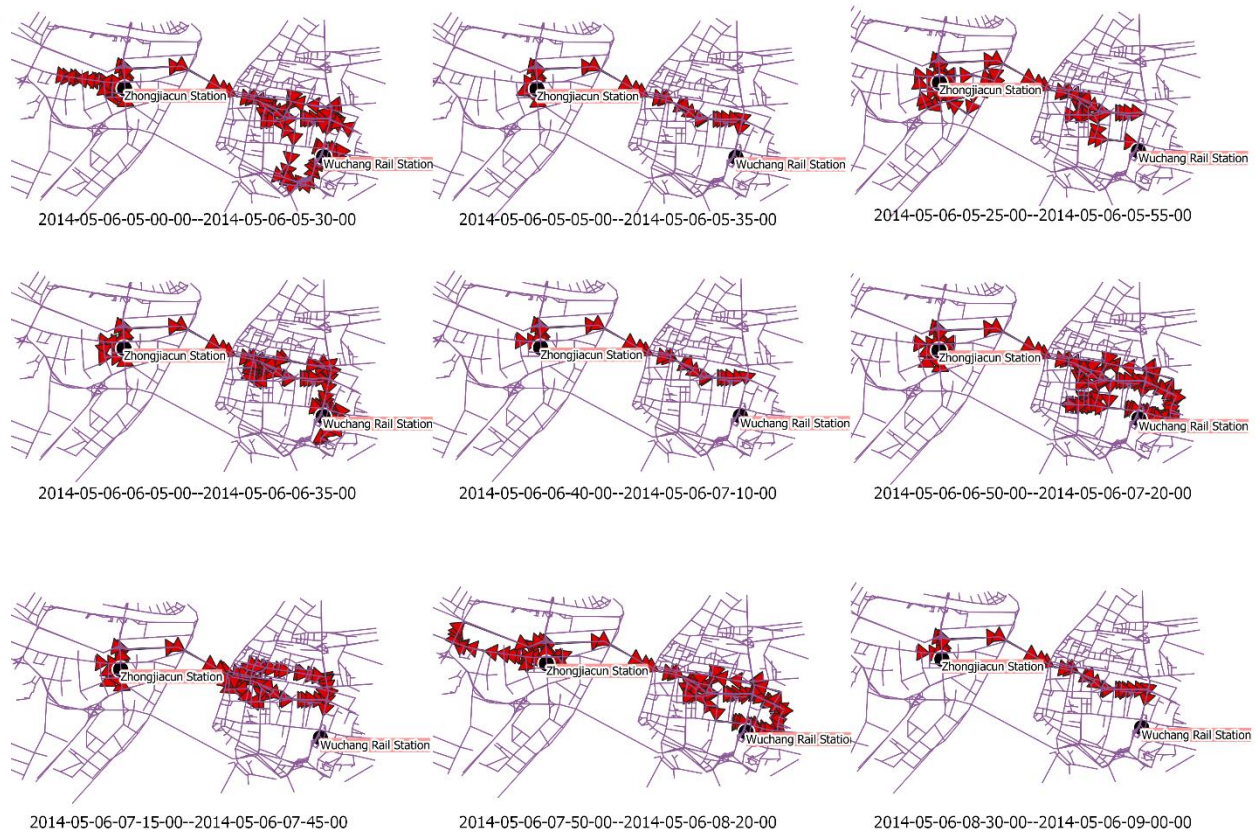 Zhongjiacun Station
Wuchang Rail Station
2014-05-06-05-00-00--2014-05-06-05-30-00
Zhongjiacun Station
Wuchang Rail Station
2014-05-06-05-05-00--2014-05-06-05-35-00
Zhongjiacun Station
Wuchang Rail Station
2014-05-06-05-25-00--2014-05-06-05-55-00
Zhongjiacun Station
Wuchang Rail Station
2014-05-06-06-05-00--2014-05-06-06-35-00
Zhongjiacun Station
Wuchang Rail Station
2014-05-06-06-40-00--2014-05-06-07-10-00
Zhongjiacun Station
Wuchang Rail Station
2014-05-06-06-50-00--2014-05-06-07-20-00
Zhongjiacun Station
Wuchang Rail Station
2014-05-06-07-15-00--2014-05-06-07-45-00
Zhongjiacun Station
Wuchang Rail Statio
2014-05-06-07-50-00--2014-05-06-08-20-00
Zhongjiacun Station
Wuchang Rail Station
2014-05-06-08-30-00--2014-05-06-09-00-00